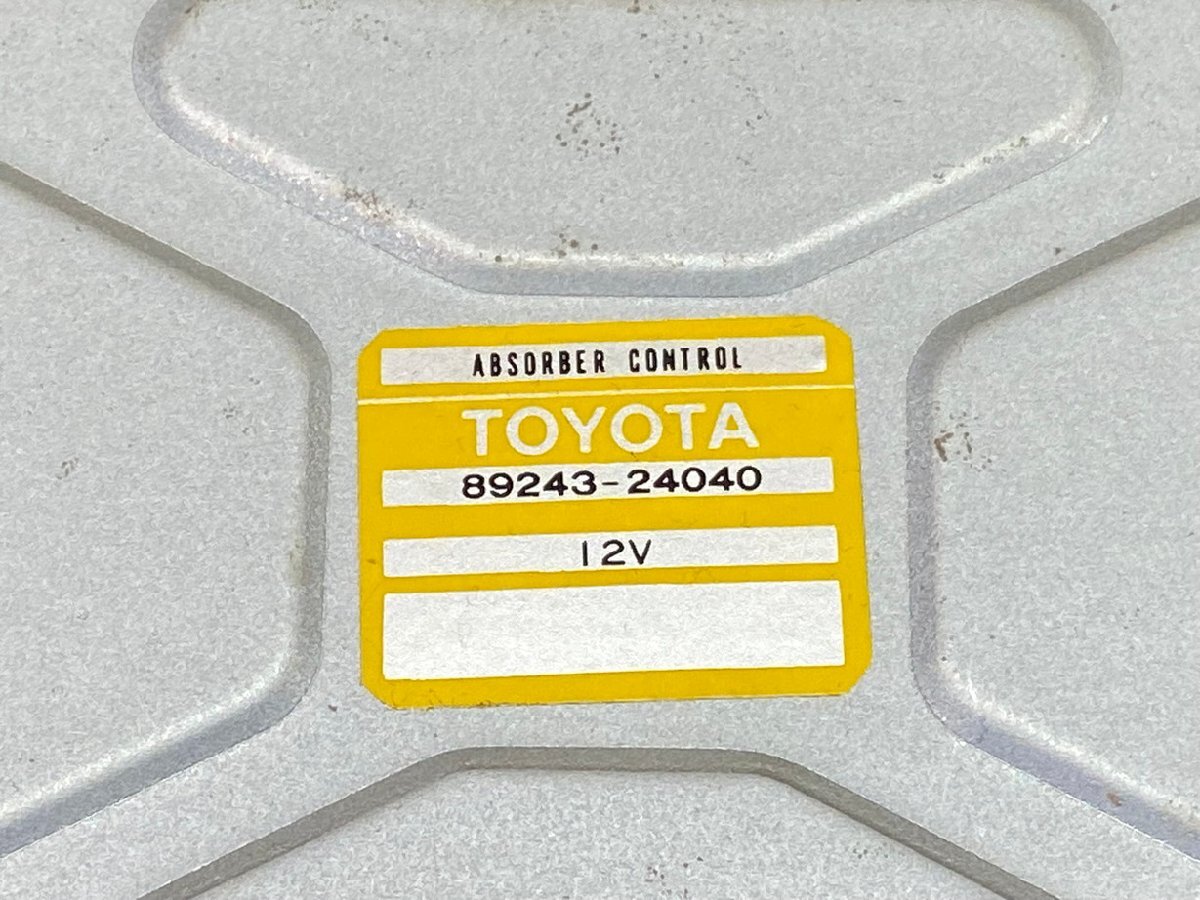 ABSORBER CONTROL
TOYOTA
89243-24040
12V